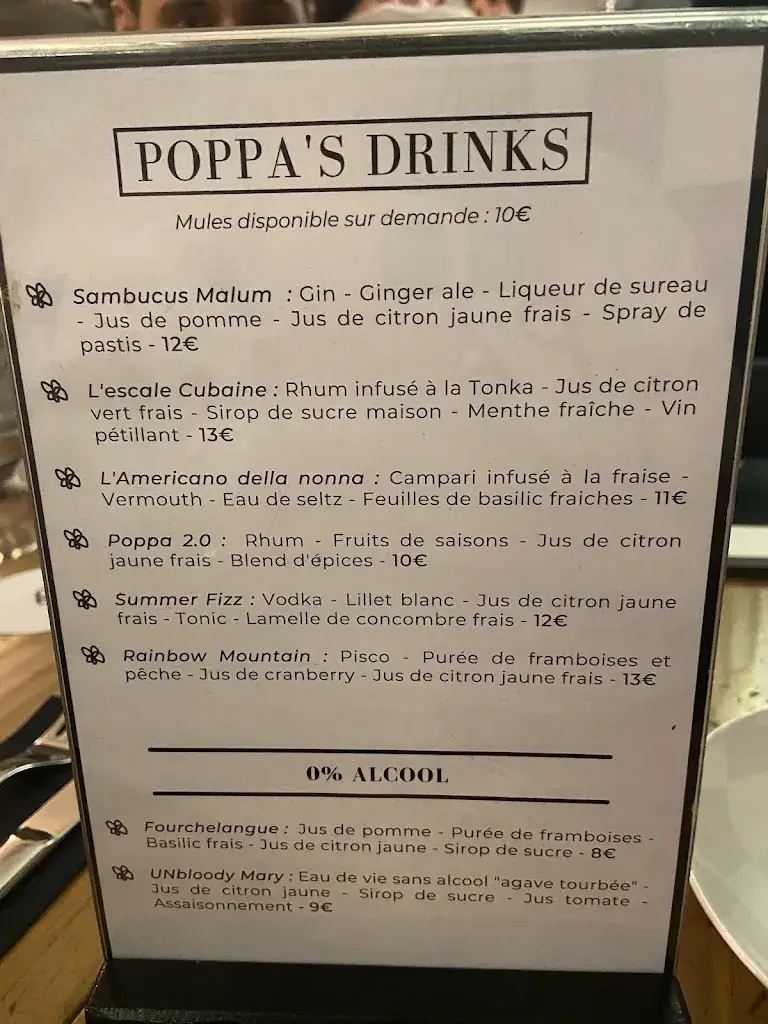 POPPA'S DRINKS
Mules disponible sur demande : 10€
Sambucus Malum : Gin - Ginger ale - Liqueur de sureau
- Jus de pomme - Jus de citron jaune frais - Spray de
pastis - 12€
L'escale Cubaine : Rhum infusé à la Tonka - Jus de citron
vert frais - Sirop de sucre maison - Menthe fraîche - Vin
pétillant - 13€
L'Americano della nonna : Campari infusé à la fraise -
Vermouth - Eau de seltz - Feuilles de basilic fraiches - 11€
Poppa 2.0 : Rhum - Fruits de saisons - Jus de citron
jaune frais - Blend d'épices - 10€
Summer Fizz : Vodka - Lillet blanc - Jus de citron jaune
frais - Tonic - Lamelle de concombre frais - 12€
Rainbow Mountain : Pisco - Purée de framboises et
pêche - Jus de cranberry - Jus de citron jaune frais - 13€
0% ALCOOL
Fourchelangue : Jus de pomme - Purée de framboises -
Basilic frais - Jus de citron jaune - Sirop de sucre - 8€
UNbloody Mary : Eau de vie sans alcool "agave tourbée" -
Jus de citron jaune - Sirop de sucre - Jus tomate -
Assaisonnement - 9€